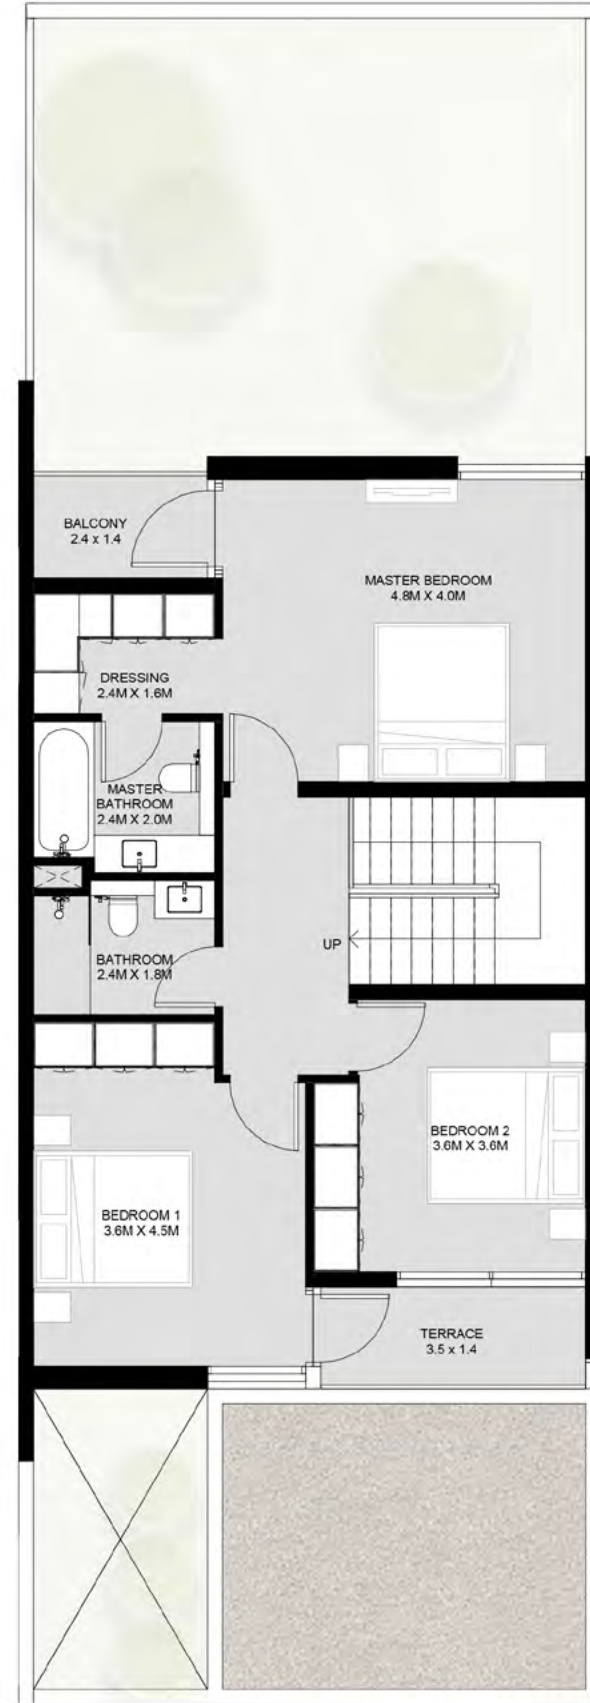 BALCONY
2.4 x 1.4
MASTER BEDROOM
4.8M X 4.0M
DRESSING
2.4M X 1.6M
MASTER
BATHROOM
2.4M X 2.0M
UP
BATHROOM
2.4M X 1.8M
BEDROOM 2
3.6M X 3.6M
BEDROOM 1
3.6M X 4.5M
TERRACE
3.5 x 1.4